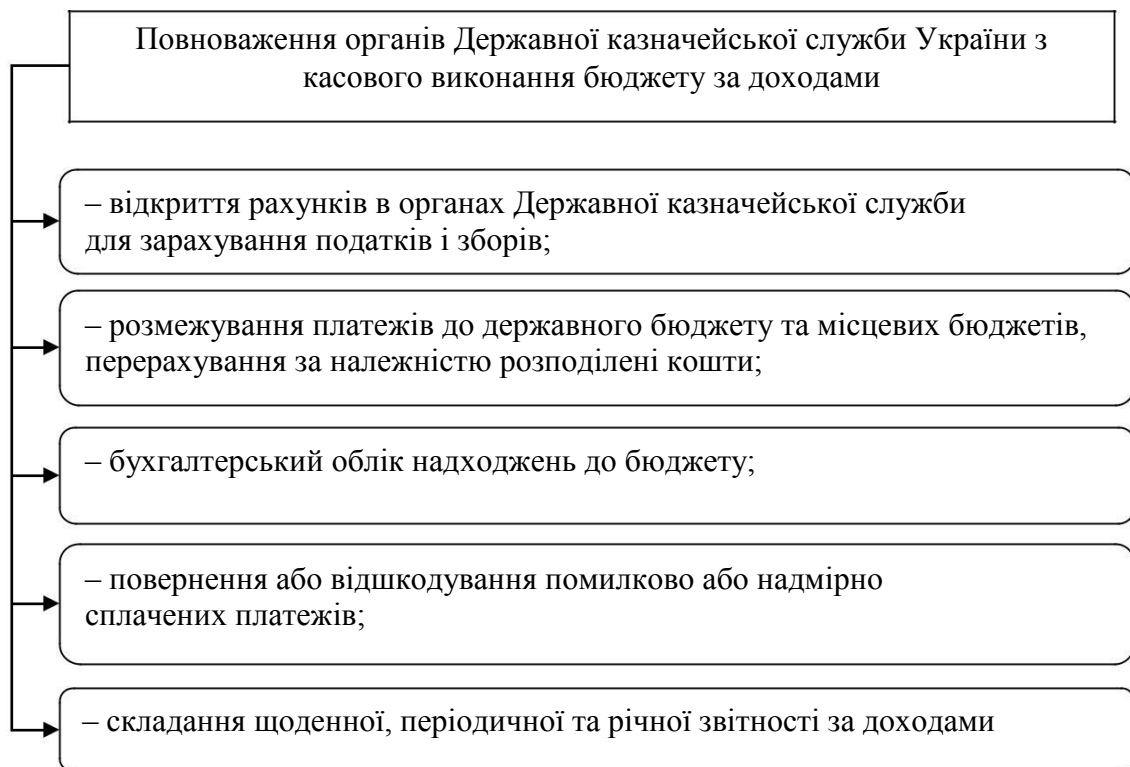 Повноваження органів Державної казначейської служби України з
касового виконання бюджету за доходами
– відкриття рахунків в органах Державної казначейської служби
для зарахування податків і зборів;
– розмежування платежів до державного бюджету та місцевих бюджетів,
перерахування за належністю розподілені кошти;
– бухгалтерський облік надходжень до бюджету;
– повернення або відшкодування помилково або надмірно
сплачених платежів;
– складання щоденної, періодичної та річної звітності за доходами